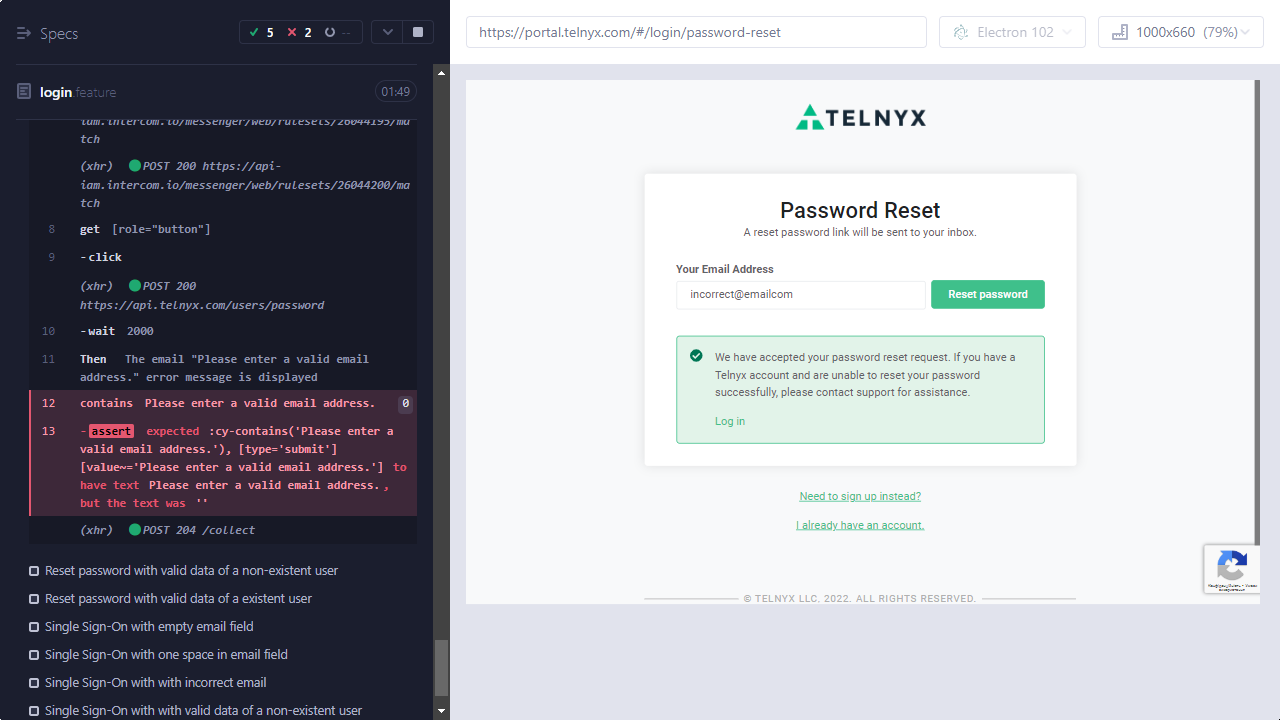 Specs
5 2 --
login.feature 01:49
iam.intercom.io/messenger/web/rulesets/26044195/ma
tch
(xhr) POST 200 https://api-
iam.intercom.io/messenger/web/rulesets/26044200/ma
tch
8 get [role="button"]
9 -click
(xhr) POST 200
https://api.telnyx.com/users/password
10 -wait 2000
11 Then The email "Please enter a valid email
address." error message is displayed
12 contains Please enter a valid email address. 0
13 -assert expected :cy-contains('Please enter a
valid email address.'), [type='submit']
[value~='Please enter a valid email address.'] to
have text Please enter a valid email address.,
but the text was ''
(xhr) POST 204 /collect
Reset password with valid data of a non-existent user
Reset password with valid data of a existent user
Single Sign-On with empty email field
Single Sign-On with one space in email field
Single Sign-On with with incorrect email
Single Sign-On with with valid data of a non-existent user
https://portal.telnyx.com/#/login/password-reset
Electron 102
1000x660 (79%)
TELNYX
Password Reset
A reset password link will be sent to your inbox.
Your Email Address
incorrect@emailcom
Reset password
We have accepted your password reset request. If you have a
Telnyx account and are unable to reset your password
successfully, please contact support for assistance.
Log in
Need to sign up instead?
I already have an account.
© TELNYX LLC, 2022. ALL RIGHTS RESERVED.